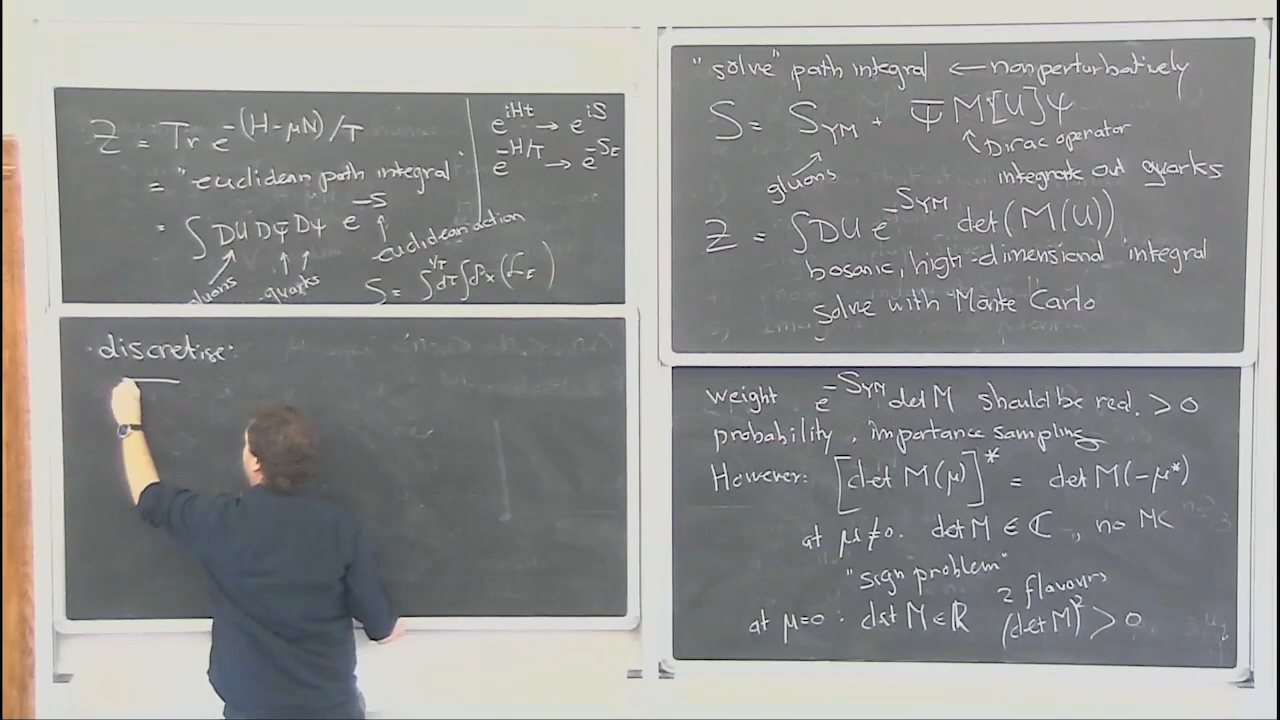 Z = Tr e^{-(H-μN)/T}
= "euclidean path integral"
= ∫ DU Dψ̄ Dψ e^{-S}
↑ euclidean action
gluons quarks S = ∫^{1/T} dτ ∫ d³x (ℒ_E)
e^{iHt} → e^{iS}
e^{-H/T} → e^{-S_E}
discretise:
"solve" path integral ← nonperturbatively
S = S_YM + ψ̄ M[U] ψ
gluons ↖ Dirac operator
integrate out quarks
Z = ∫ DU e^{-S_YM} det(M(U))
bosonic, high-dimensional integral
solve with Monte Carlo
weight e^{-S_YM} det M should be real, > 0
probability, importance sampling
However: [det M(μ)]* = det M(-μ*)
at μ≠0. det M ∈ ℂ, no MC
"sign problem"
2 flavours
at μ=0: det M ∈ ℝ (det M)² > 0